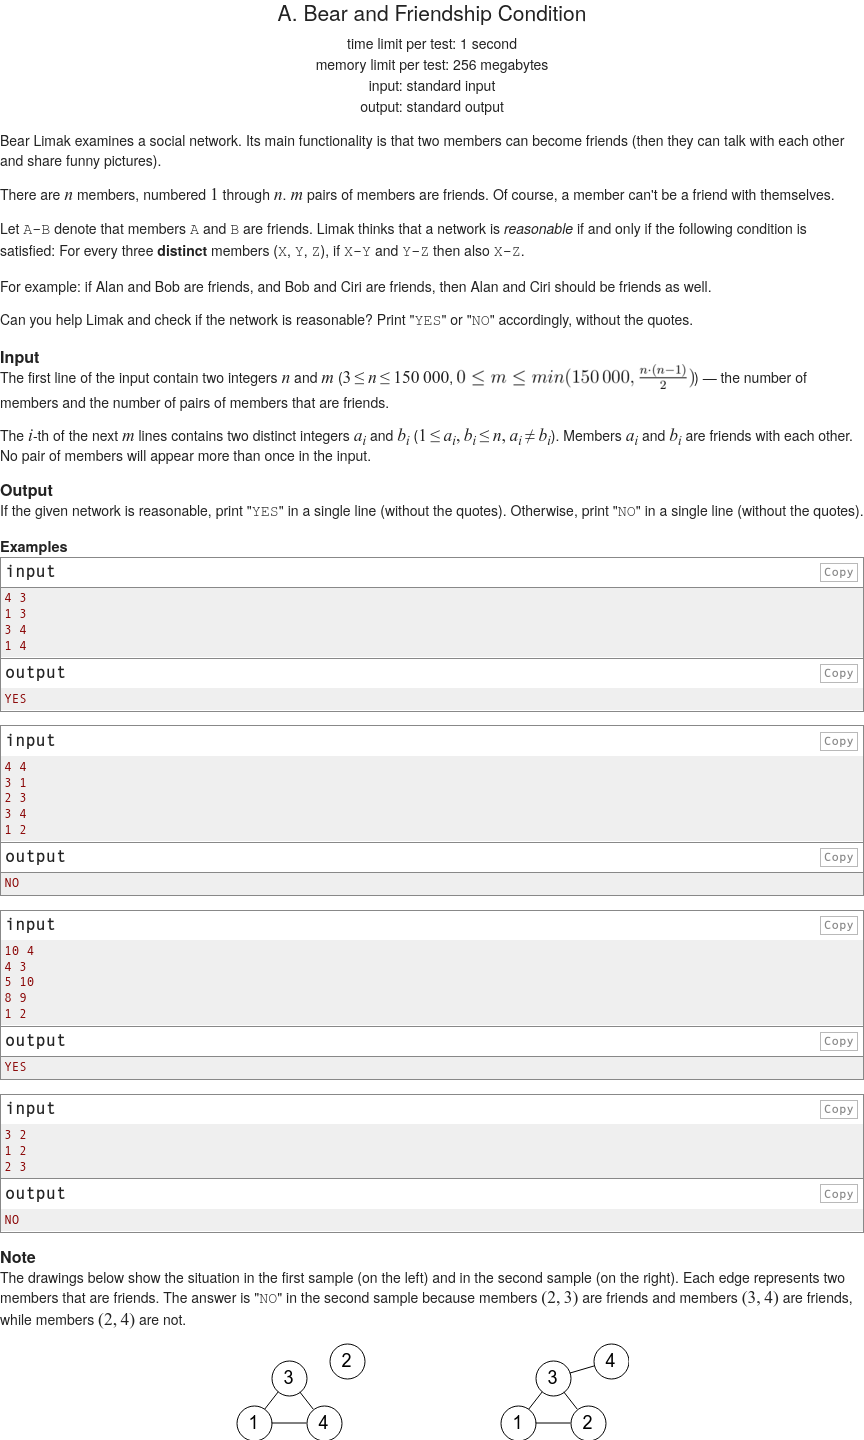 A. Bear and Friendship Condition
time limit per test: 1 second
memory limit per test: 256 megabytes
input: standard input
output: standard output
Bear Limak examines a social network. Its main functionality is that two members can become friends (then they can talk with each other
and share funny pictures).
There are n members, numbered 1 through n. m pairs of members are friends. Of course, a member can't be a friend with themselves.
Let A-B denote that members A and B are friends. Limak thinks that a network is reasonable if and only if the following condition is
satisfied: For every three distinct members (X, Y, Z), if X-Y and Y-Z then also X-Z.
For example: if Alan and Bob are friends, and Bob and Ciri are friends, then Alan and Ciri should be friends as well.
Can you help Limak and check if the network is reasonable? Print "YES" or "NO" accordingly, without the quotes.
Input
The first line of the input contain two integers n and m (3 ≤ n ≤ 150 000, 0 ≤ m ≤ min(150 000, n·(n−1)/2)) — the number of
members and the number of pairs of members that are friends.
The i-th of the next m lines contains two distinct integers a_i and b_i (1 ≤ a_i, b_i ≤ n, a_i ≠ b_i). Members a_i and b_i are friends with each other.
No pair of members will appear more than once in the input.
Output
If the given network is reasonable, print "YES" in a single line (without the quotes). Otherwise, print "NO" in a single line (without the quotes).
Examples
input Copy
4 3
1 3
3 4
1 4
output Copy
YES
input Copy
4 4
3 1
2 3
3 4
1 2
output Copy
NO
input Copy
10 4
4 3
5 10
8 9
1 2
output Copy
YES
input Copy
3 2
1 2
2 3
output Copy
NO
Note
The drawings below show the situation in the first sample (on the left) and in the second sample (on the right). Each edge represents two
members that are friends. The answer is "NO" in the second sample because members (2, 3) are friends and members (3, 4) are friends,
while members (2, 4) are not.
2 4
3 3
1 4 1 2